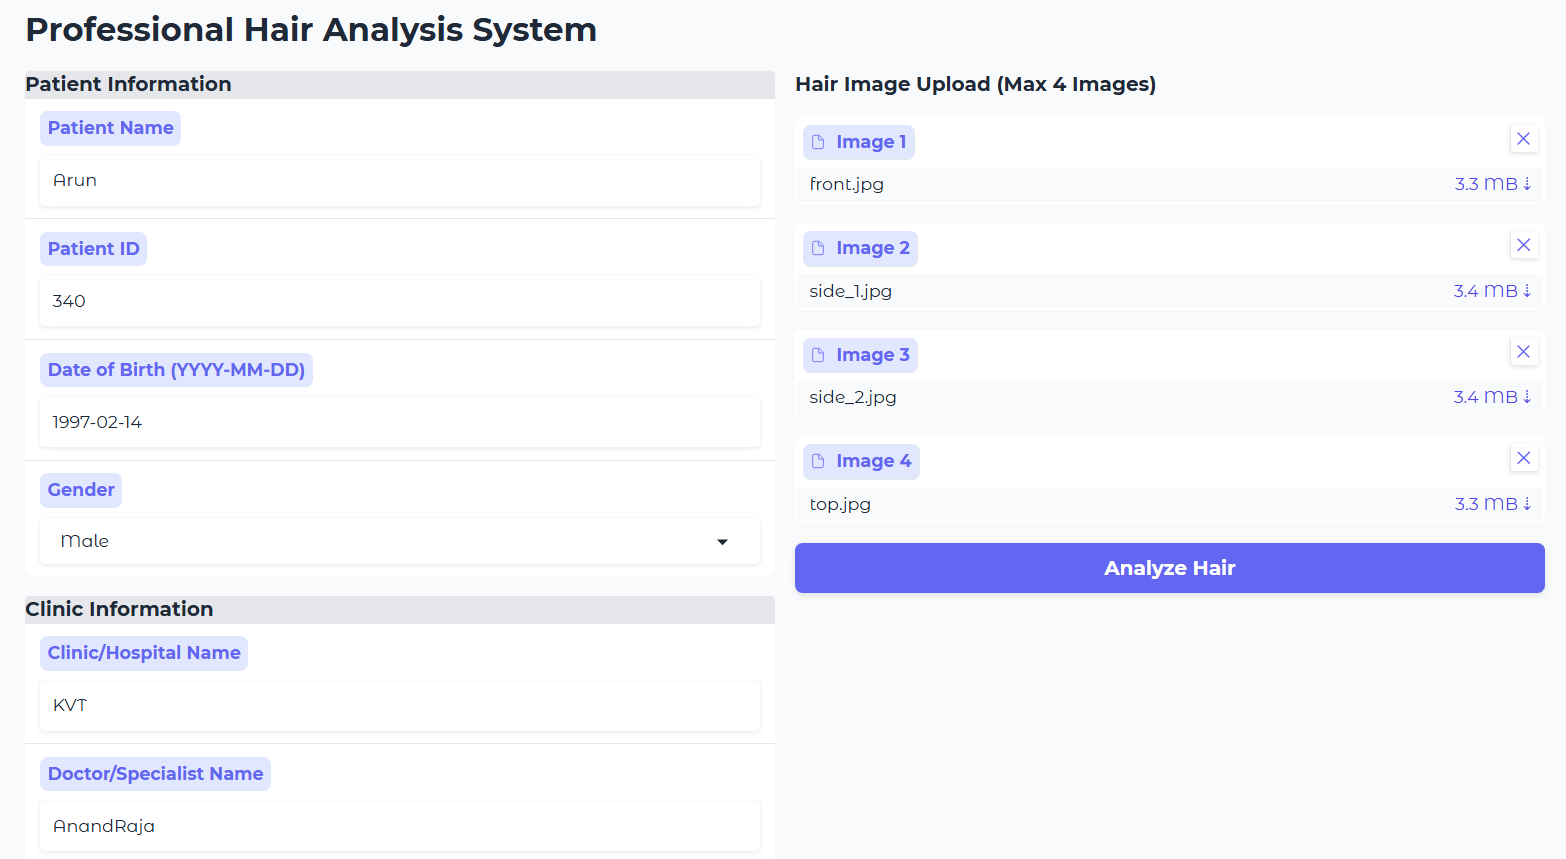 Professional Hair Analysis System
Patient Information
Patient Name
Arun
Patient ID
340
Date of Birth (YYYY-MM-DD)
1997-02-14
Gender
Male
Clinic Information
Clinic/Hospital Name
KVT
Doctor/Specialist Name
AnandRaja
Hair Image Upload (Max 4 Images)
Image 1
front.jpg 3.3 MB ⇣
Image 2
side_1.jpg 3.4 MB ⇣
Image 3
side_2.jpg 3.4 MB ⇣
Image 4
top.jpg 3.3 MB ⇣
Analyze Hair